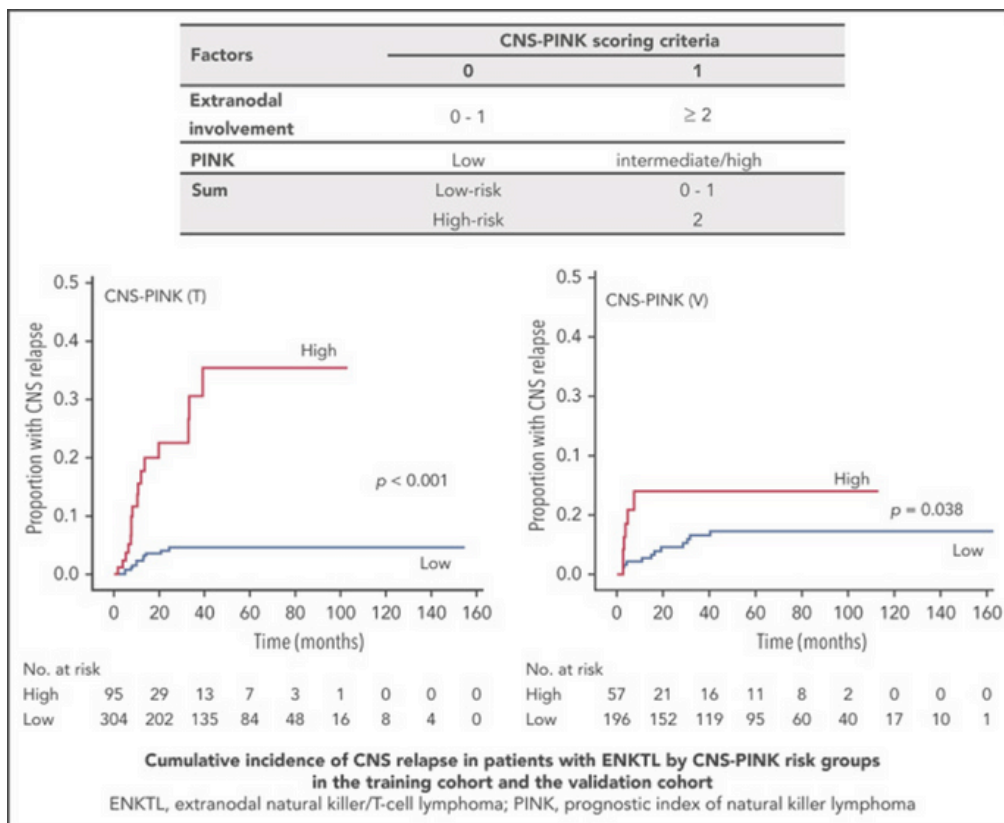 Factors CNS-PINK scoring criteria
0 1
Extranodal involvement 0 - 1 ≥ 2
PINK Low intermediate/high
Sum Low-risk 0 - 1
High-risk 2
CNS-PINK (T)
Proportion with CNS relapse
0.5
0.4
0.3
0.2
0.1
0.0
High
p < 0.001
Low
0 20 40 60 80 100 120 140 160
Time (months)
No. at risk
High 95 29 13 7 3 1 0 0 0
Low 304 202 135 84 48 16 8 4 0
CNS-PINK (V)
Proportion with CNS relapse
0.5
0.4
0.3
0.1
0.2
0.0
High
p = 0.038
Low
0 20 40 60 80 100 120 140 160
Time (months)
No. at risk
High 57 21 16 11 8 2 0 0 0
Low 196 152 119 95 60 40 17 10 1
Cumulative incidence of CNS relapse in patients with ENKTL by CNS-PINK risk groups
in the training cohort and the validation cohort
ENKTL, extranodal natural killer/T-cell lymphoma; PINK, prognostic index of natural killer lymphoma